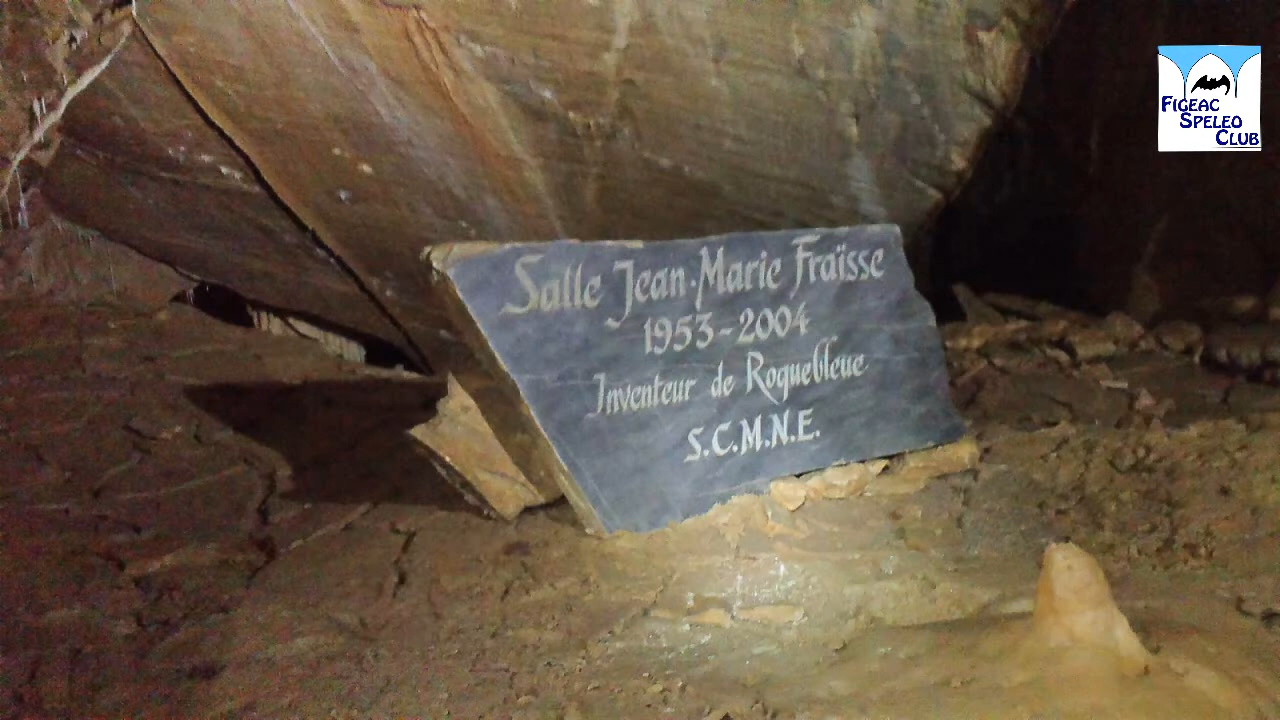 Salle Jean-Marie Fraïsse
1953-2004
Inventeur de Roquebleue
S.C.M.N.E.
FIGEAC
SPELEO
CLUB